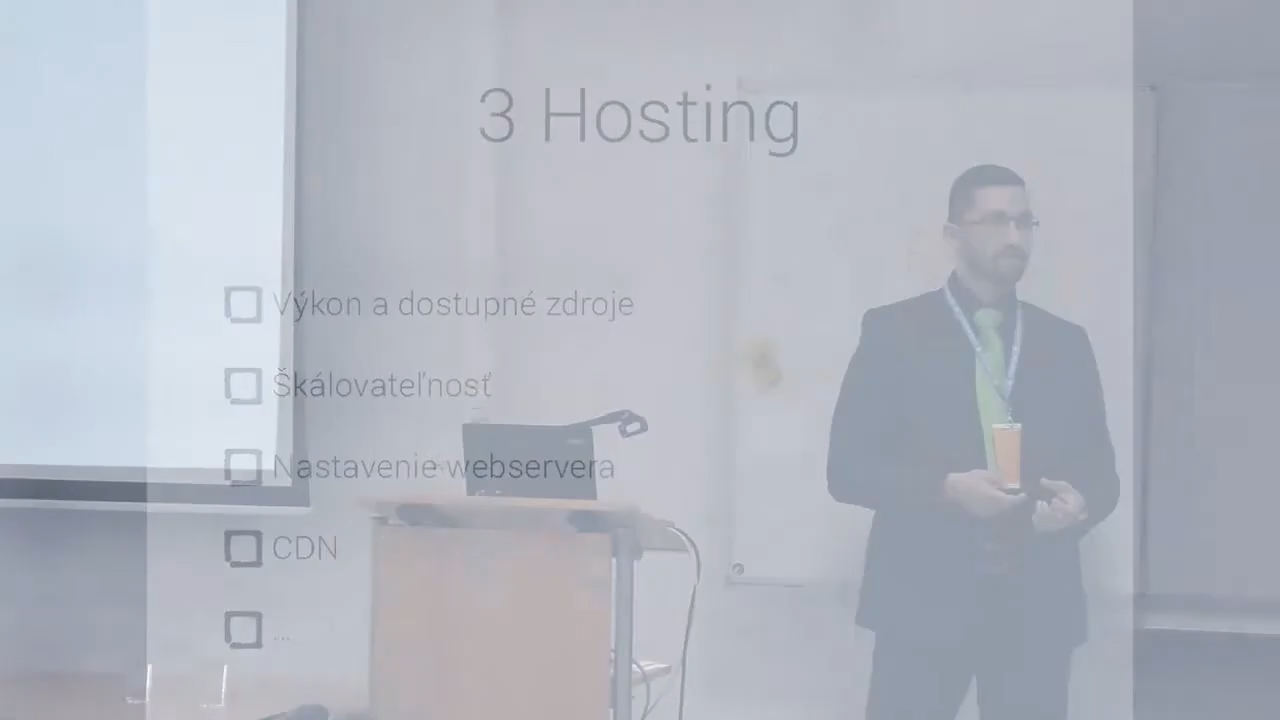 3 Hosting
Výkon a dostupné zdroje
Škálovateľnosť
Nastavenie webservera
CDN
...